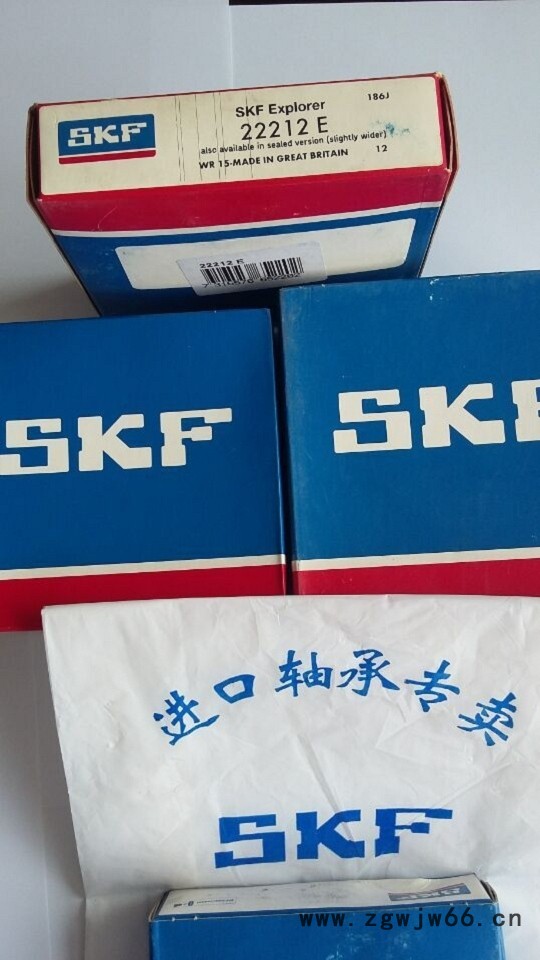 186J
SKF
SKF Explorer
22212 E
also available in sealed version (slightly wider)
WR 15-MADE IN GREAT BRITAIN
12
22212 E
SKF
SKF
进口轴承专卖
SKF
SKF
www.zgwjw66.cn